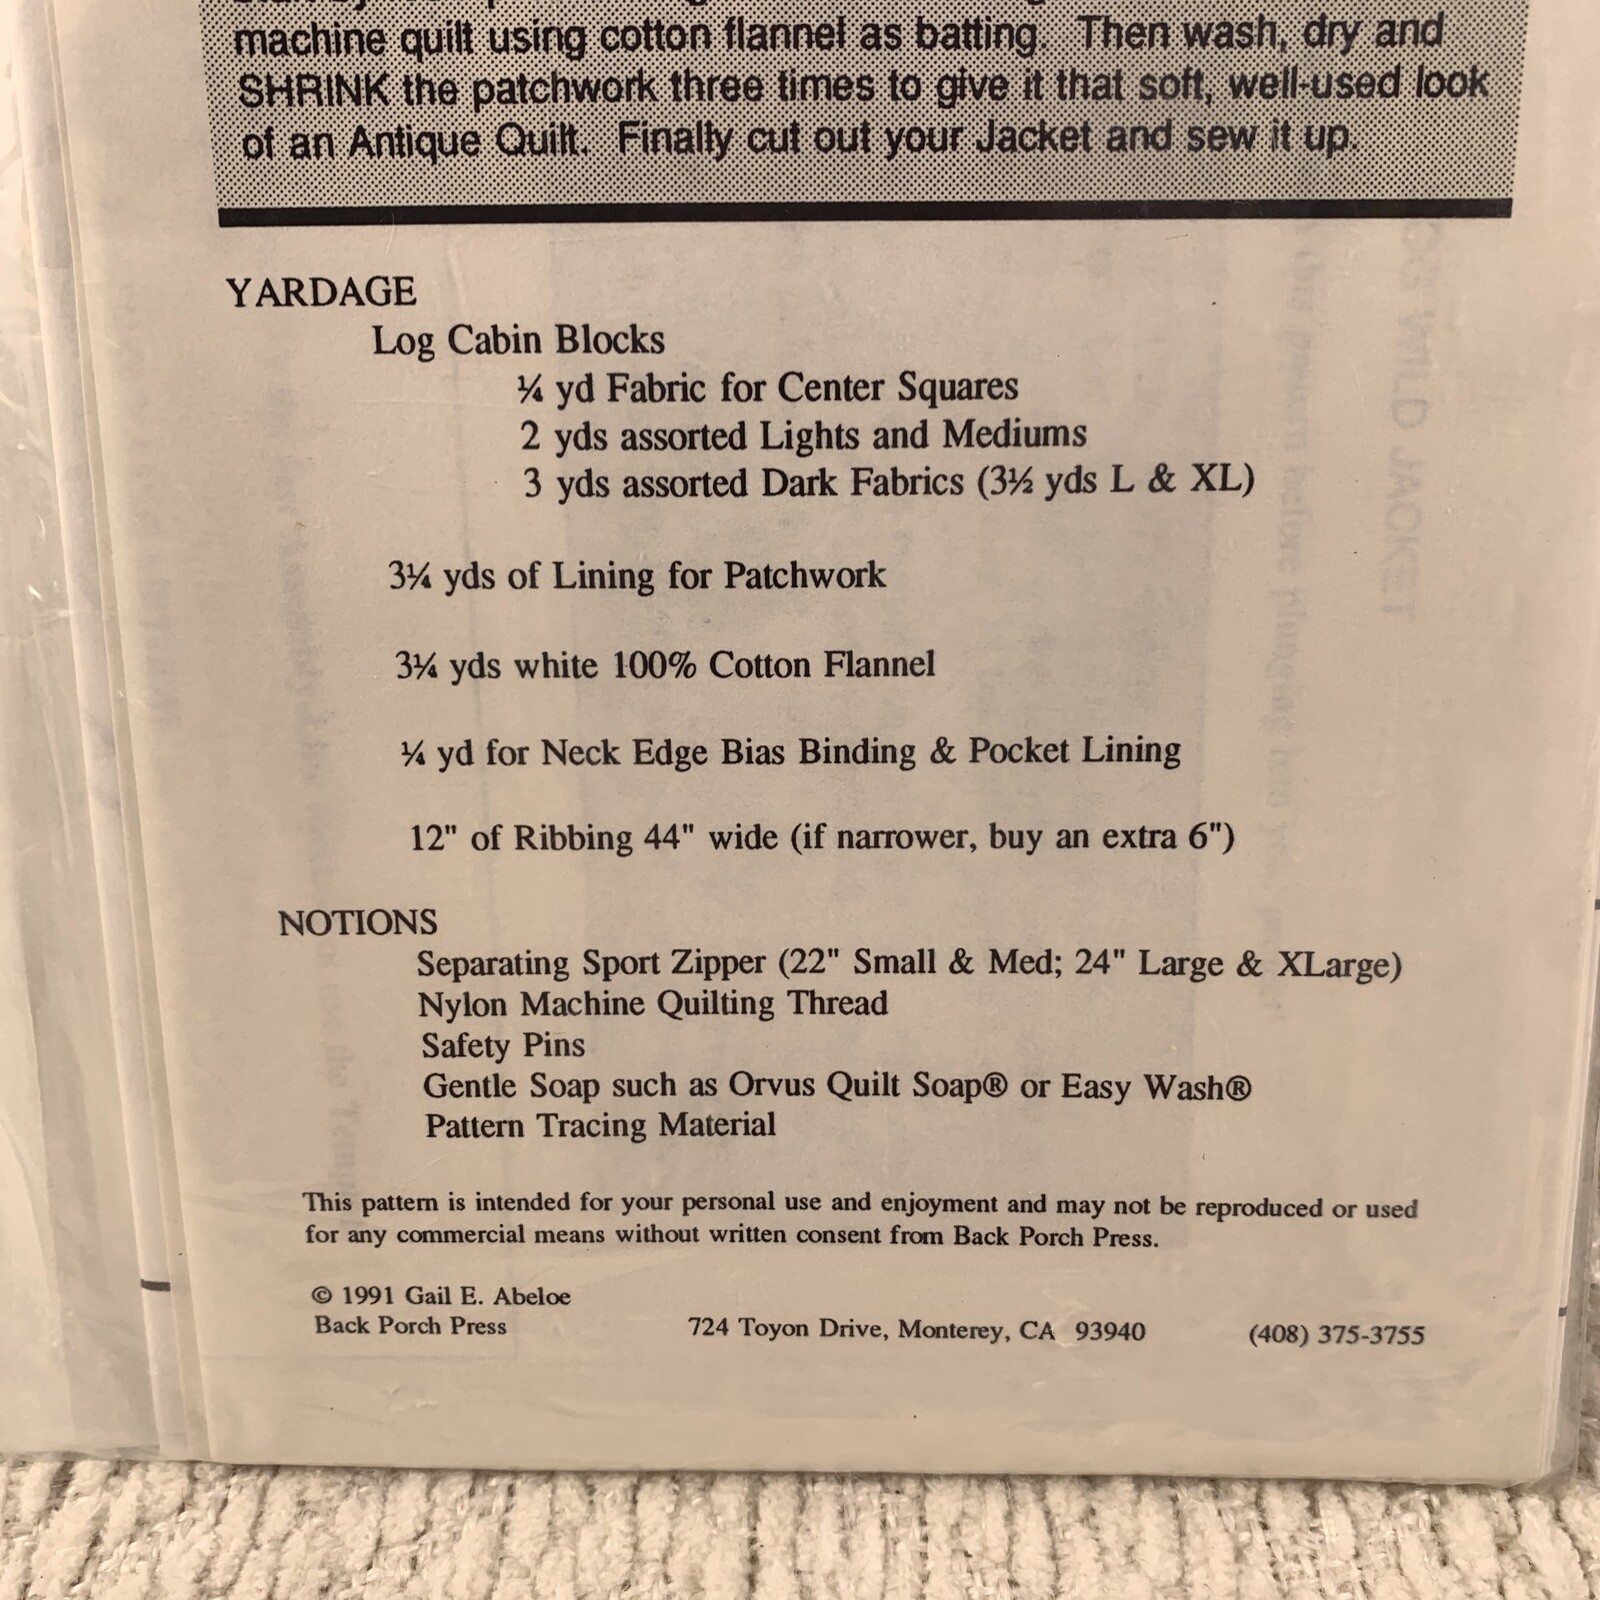 machine quilt using cotton flannel as batting. Then wash, dry and
SHRINK the patchwork three times to give it that soft, well-used look
of an Antique Quilt. Finally cut out your Jacket and sew it up.
YARDAGE
Log Cabin Blocks
¼ yd Fabric for Center Squares
2 yds assorted Lights and Mediums
3 yds assorted Dark Fabrics (3½ yds L & XL)
3¼ yds of Lining for Patchwork
3¼ yds white 100% Cotton Flannel
¼ yd for Neck Edge Bias Binding & Pocket Lining
12" of Ribbing 44" wide (if narrower, buy an extra 6")
NOTIONS
Separating Sport Zipper (22" Small & Med; 24" Large & XLarge)
Nylon Machine Quilting Thread
Safety Pins
Gentle Soap such as Orvus Quilt Soap® or Easy Wash®
Pattern Tracing Material
This pattern is intended for your personal use and enjoyment and may not be reproduced or used
for any commercial means without written consent from Back Porch Press.
© 1991 Gail E. Abeloe
Back Porch Press 724 Toyon Drive, Monterey, CA 93940 (408) 375-3755